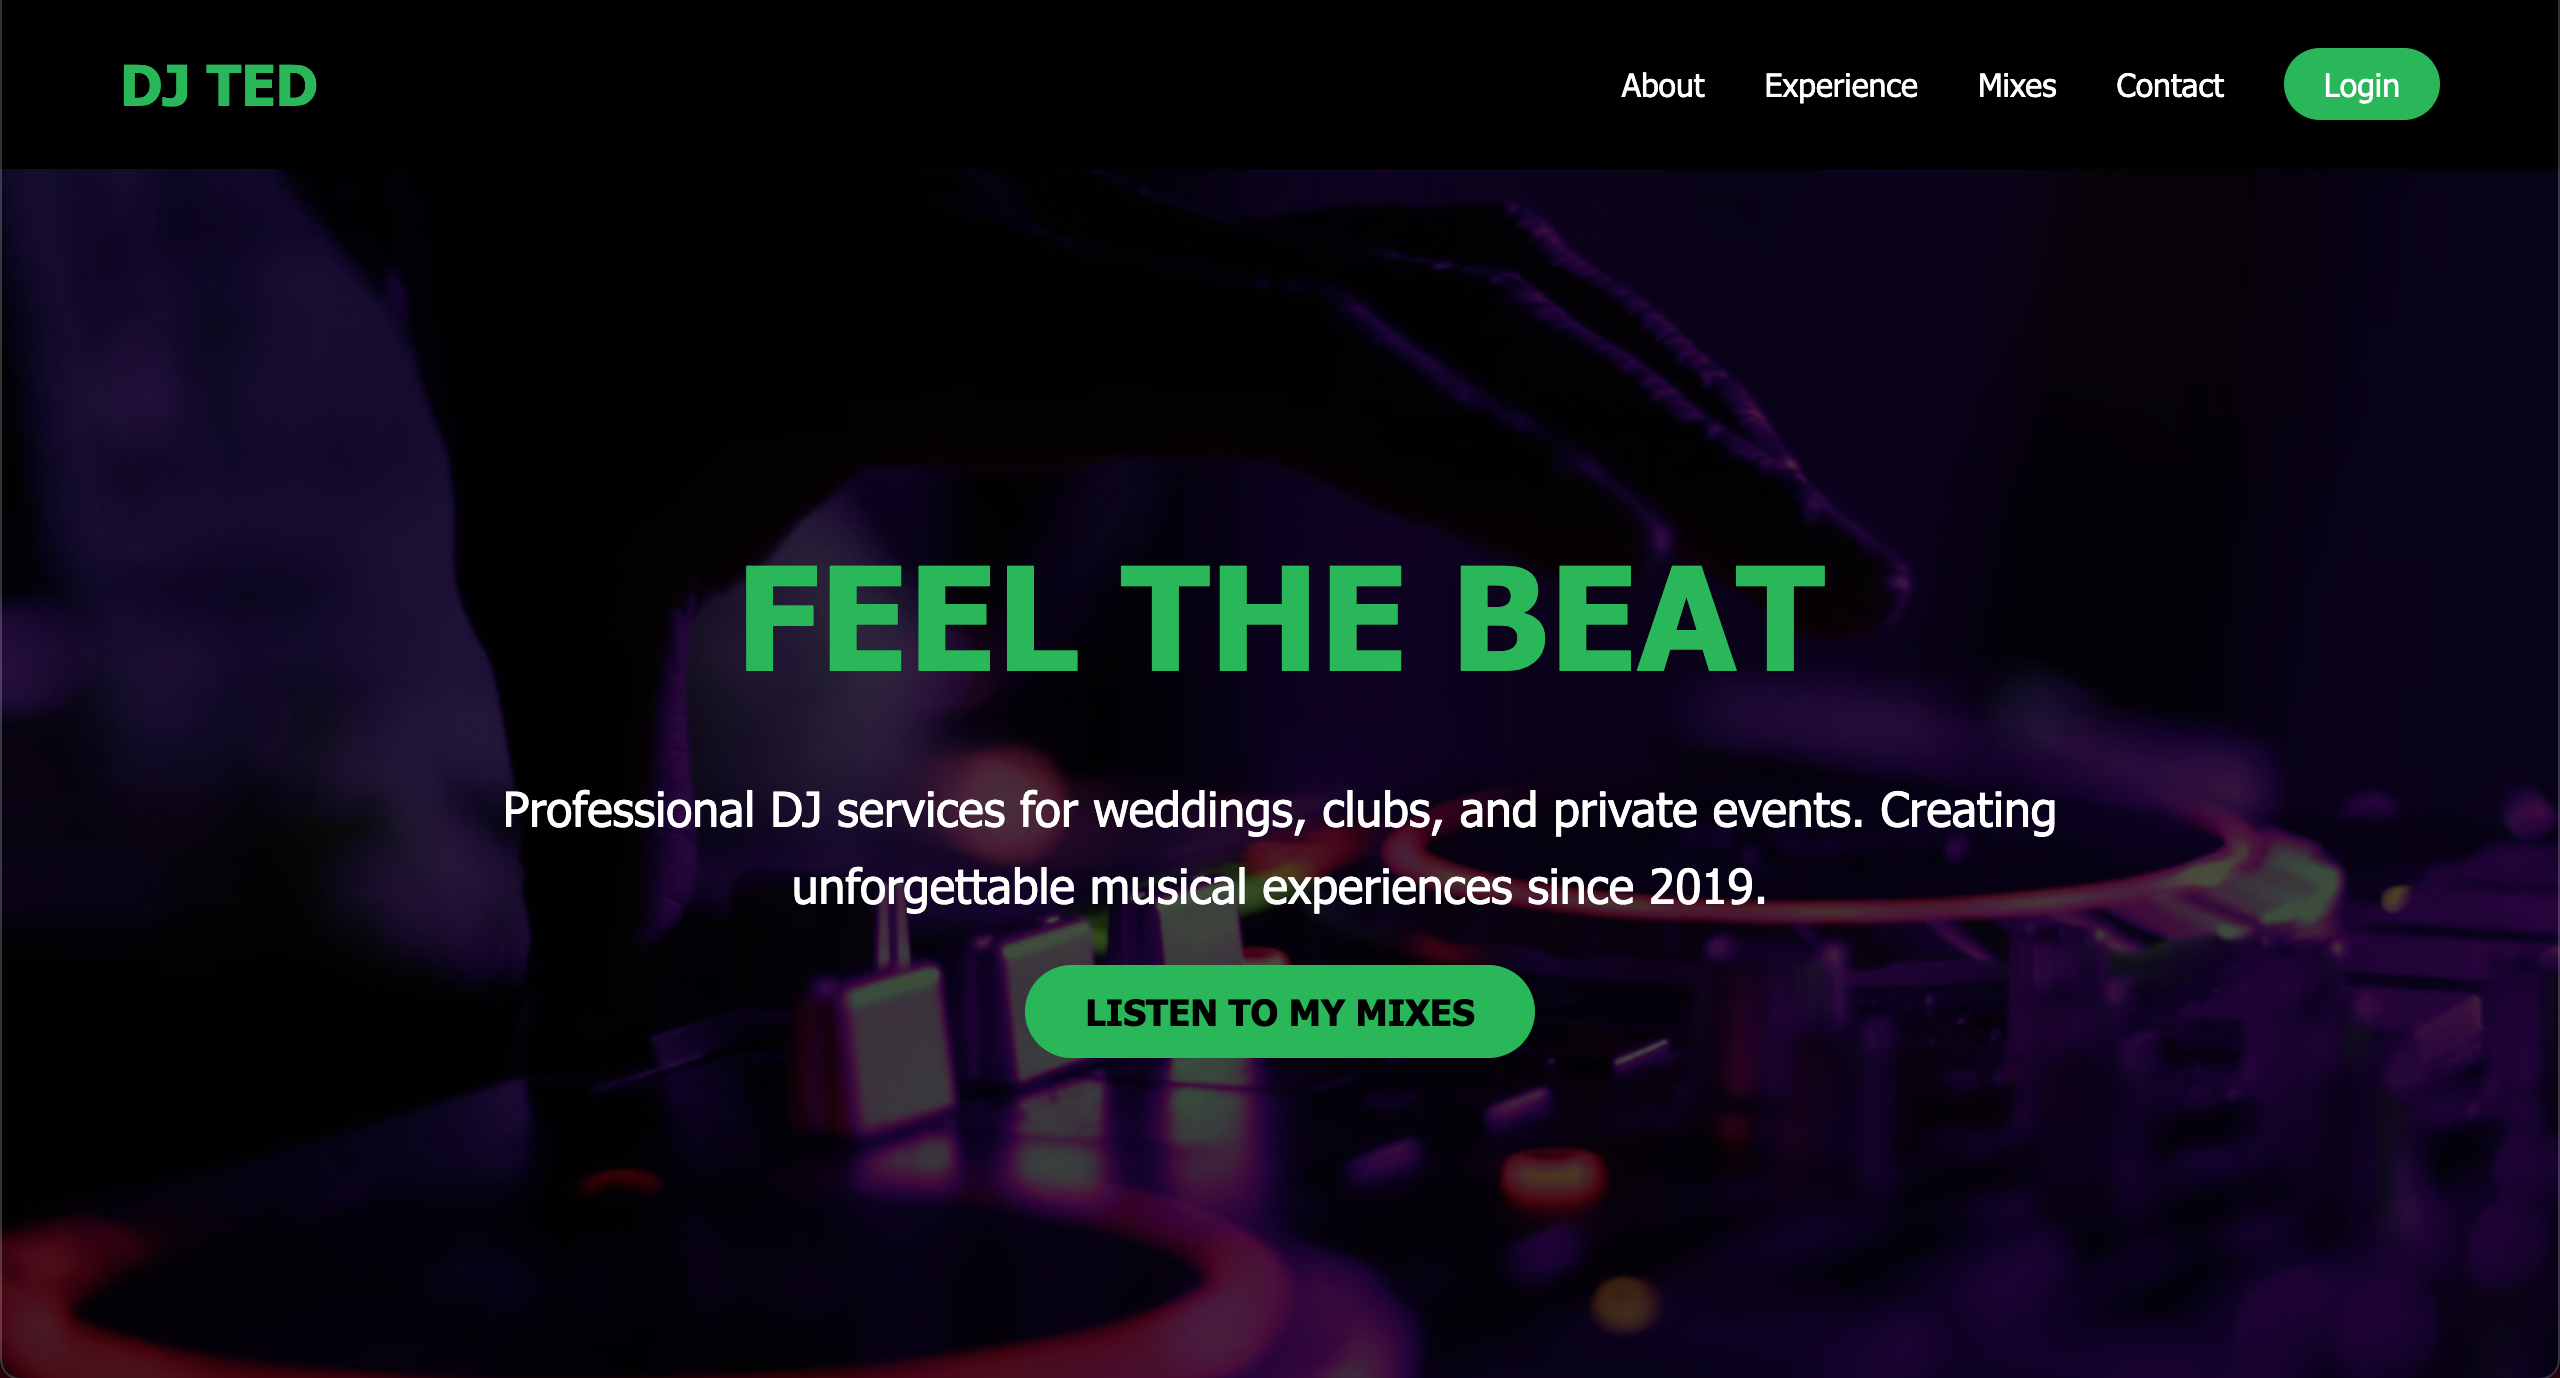 DJ TED
About
Experience
Mixes
Contact
Login
FEEL THE BEAT
Professional DJ services for weddings, clubs, and private events. Creating
unforgettable musical experiences since 2019.
LISTEN TO MY MIXES